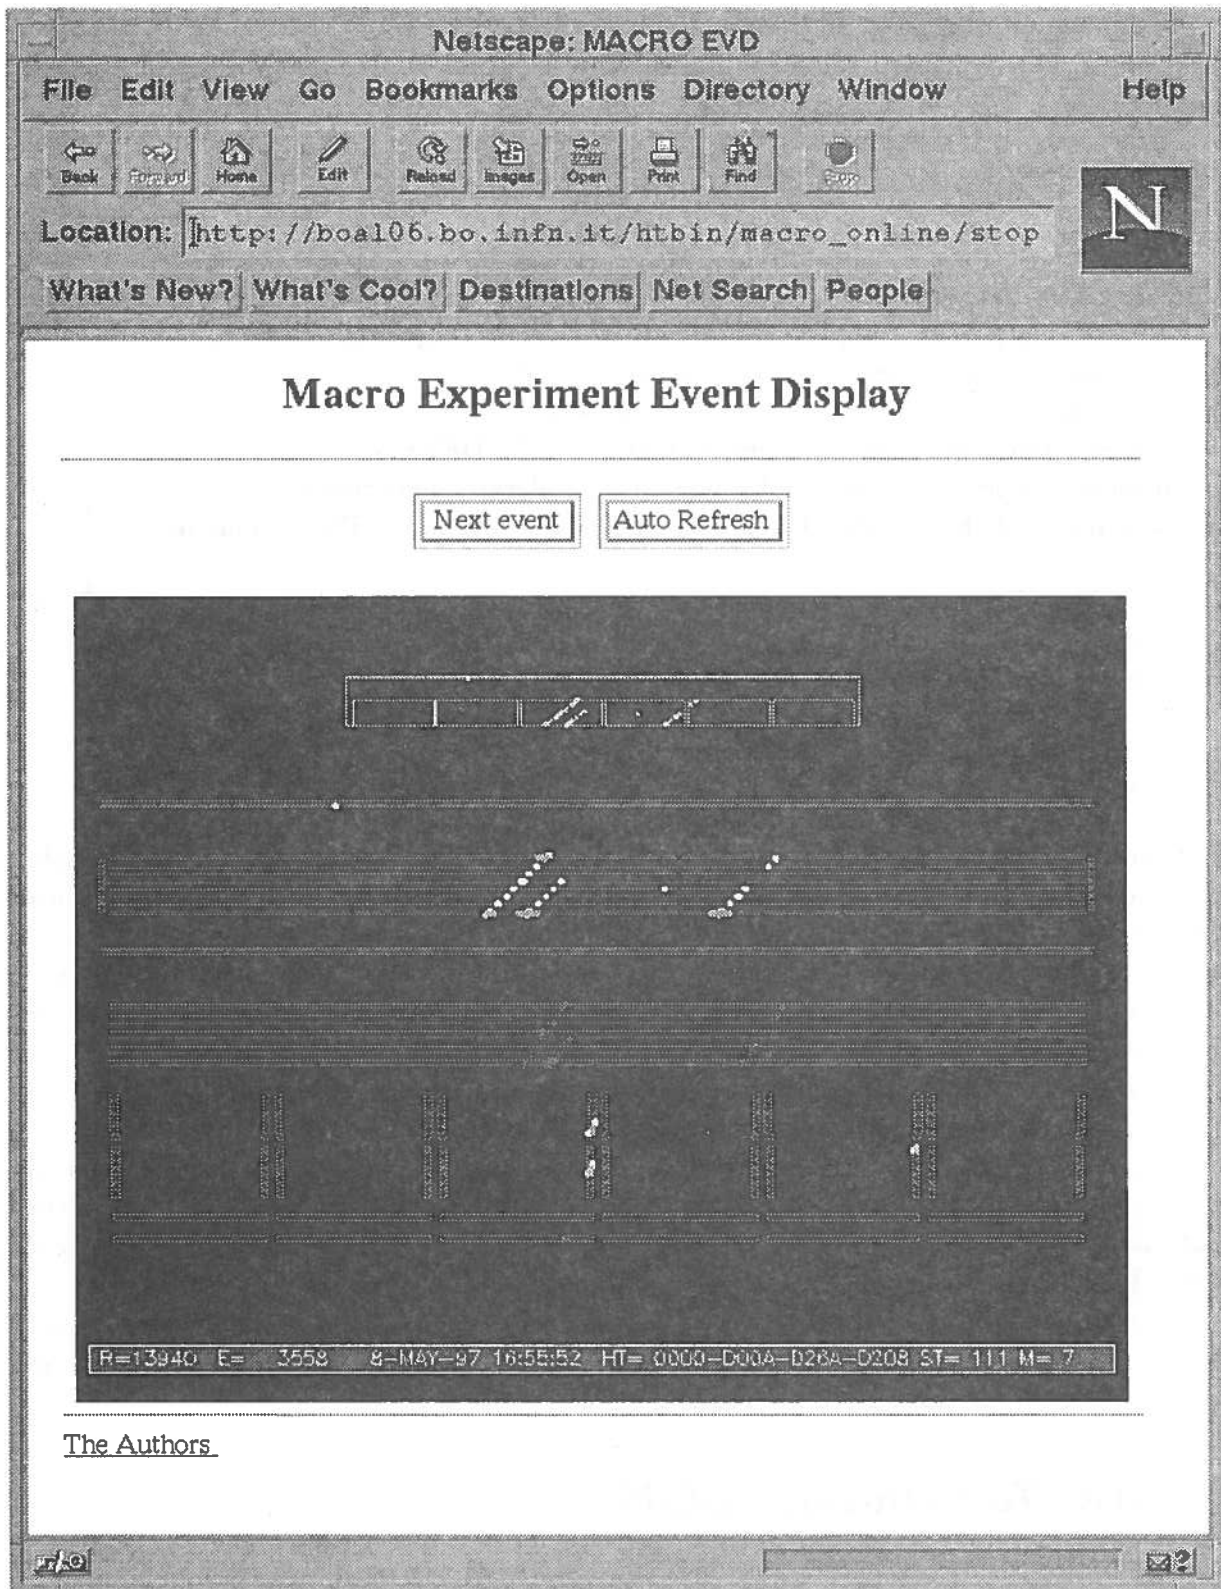 Netscape: MACRO EVD
File Edit View Go Bookmarks Options Directory Window Help
Back Forward Home Edit Reload Images Open Print Find Stop
N
Location: http://boal06.bo.infn.it/htbin/macro_online/stop
What's New? What's Cool? Destinations Net Search People
Macro Experiment Event Display
Next event Auto Refresh
R=13940 E= 3558 8-MAY-97 16:55:52 HT= 0000-D00A-D26A-D208 ST= 111 M= 7
The Authors